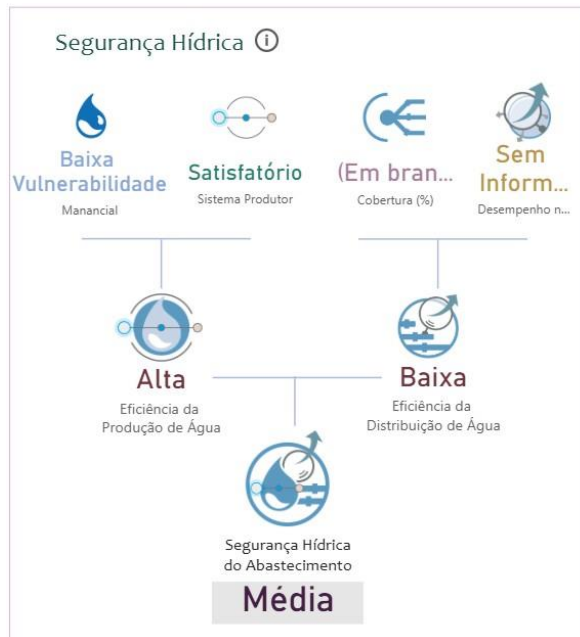 Segurança Hídrica
Baixa
Vulnerabilidade
Manancial
Satisfatório
Sistema Produtor
(Em bran...
Cobertura (%)
Sem
Inform...
Desempenho n...
Alta
Eficiência da
Produção de Água
Baixa
Eficiência da
Distribuição de Água
Segurança Hídrica
do Abastecimento
Média